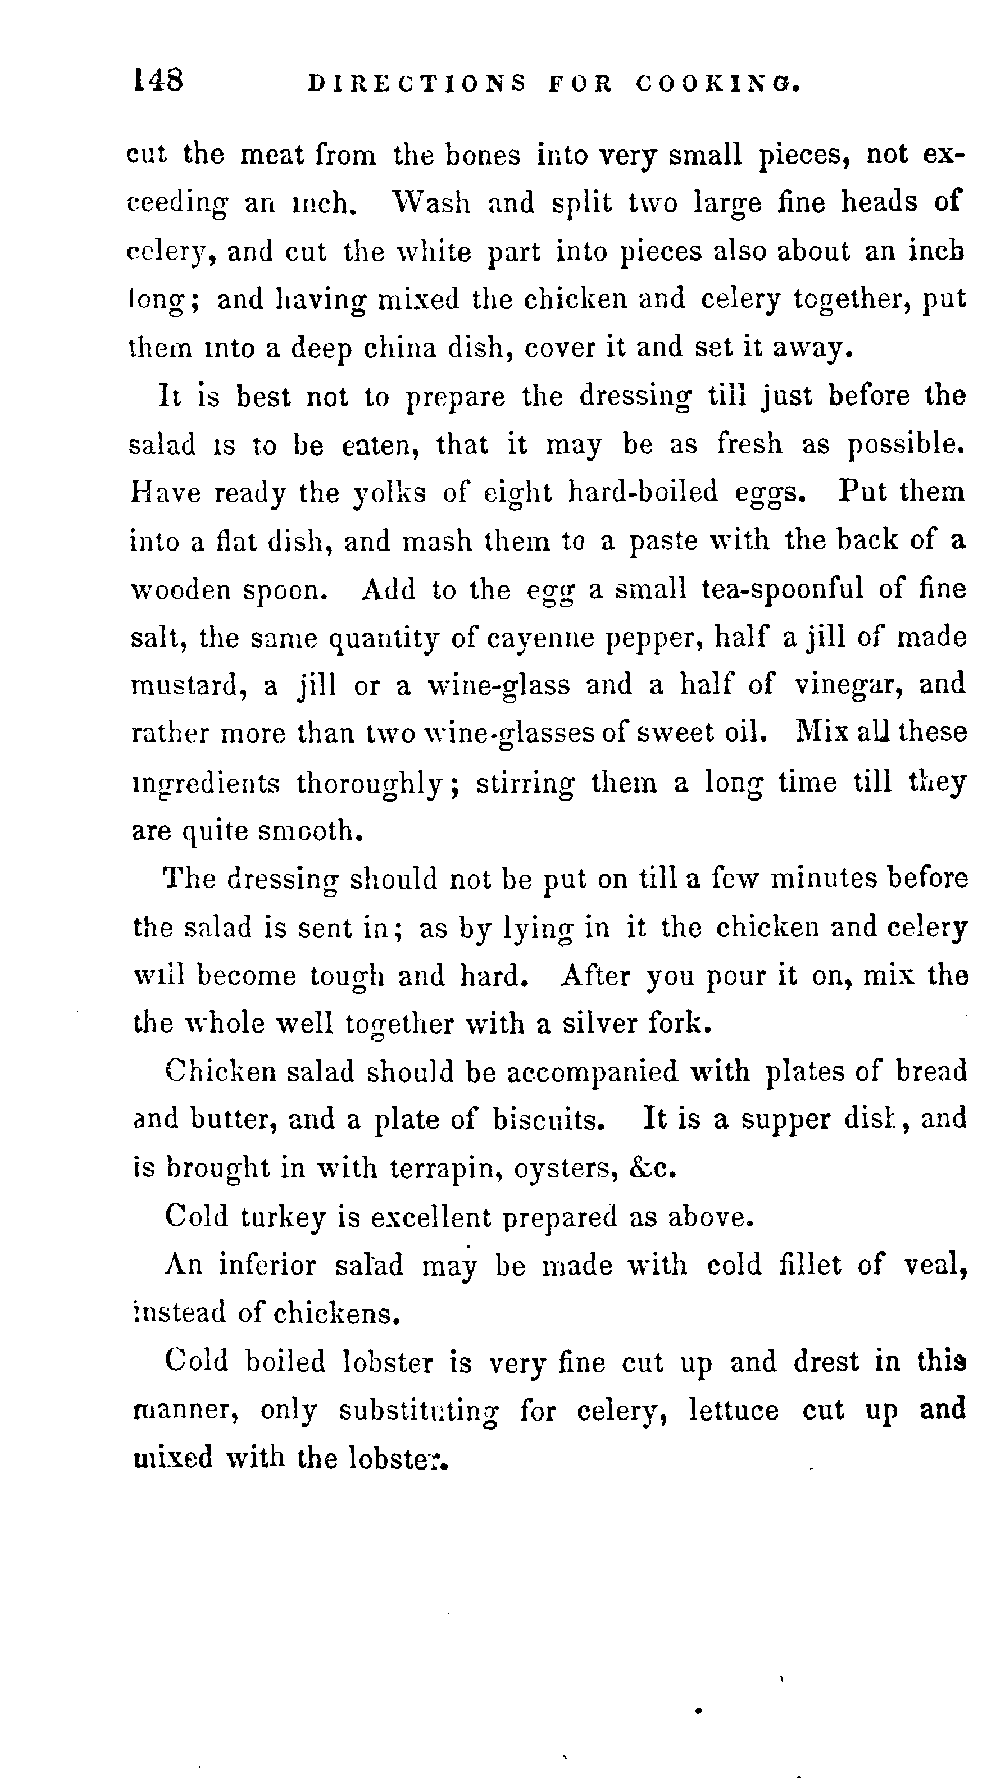 148 DIRECTIONS FOR COOKING.
cut the meat from the bones into very small pieces, not ex-
ceeding an inch. Wash and split two large fine heads of
celery, and cut the white part into pieces also about an inch
long; and having mixed the chicken and celery together, put
them into a deep china dish, cover it and set it away.
It is best not to prepare the dressing till just before the
salad is to be eaten, that it may be as fresh as possible.
Have ready the yolks of eight hard-boiled eggs. Put them
into a flat dish, and mash them to a paste with the back of a
wooden spoon. Add to the egg a small tea-spoonful of fine
salt, the same quantity of cayenne pepper, half a jill of made
mustard, a jill or a wine-glass and a half of vinegar, and
rather more than two wine-glasses of sweet oil. Mix all these
ingredients thoroughly; stirring them a long time till they
are quite smooth.
The dressing should not be put on till a few minutes before
the salad is sent in; as by lying in it the chicken and celery
will become tough and hard. After you pour it on, mix the
the whole well together with a silver fork.
Chicken salad should be accompanied with plates of bread
and butter, and a plate of biscuits. It is a supper dish, and
is brought in with terrapin, oysters, &c.
Cold turkey is excellent prepared as above.
An inferior salad may be made with cold fillet of veal,
instead of chickens.
Cold boiled lobster is very fine cut up and drest in this
manner, only substituting for celery, lettuce cut up and
mixed with the lobster.